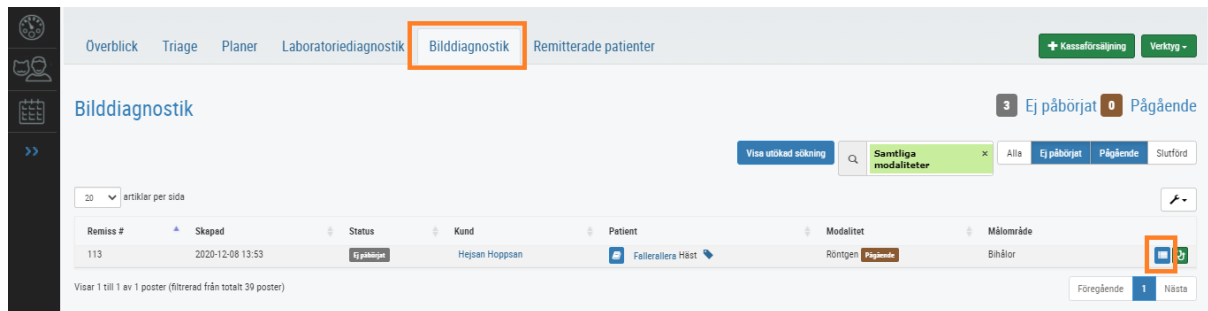 Överblick Triage Planer Laboratoriediagnostik Bilddiagnostik Remitterade patienter Kassaförsäljning Verktyg
Bilddiagnostik 3 Ej påbörjat 0 Pågående
Visa utökad sökning Samtliga modaliteter × Alla Ej påbörjat Pågående Slutförd
20 artiklar per sida
Remiss # Skapad Status Kund Patient Modalitet Målområde
113 2020-12-08 13:53 Ej påbörjat Hejsan Hoppsan Fallerallera Häst Röntgen Pågående Bihålor
Visar 1 till 1 av 1 poster (filtrerad från totalt 39 poster) Föregående 1 Nästa